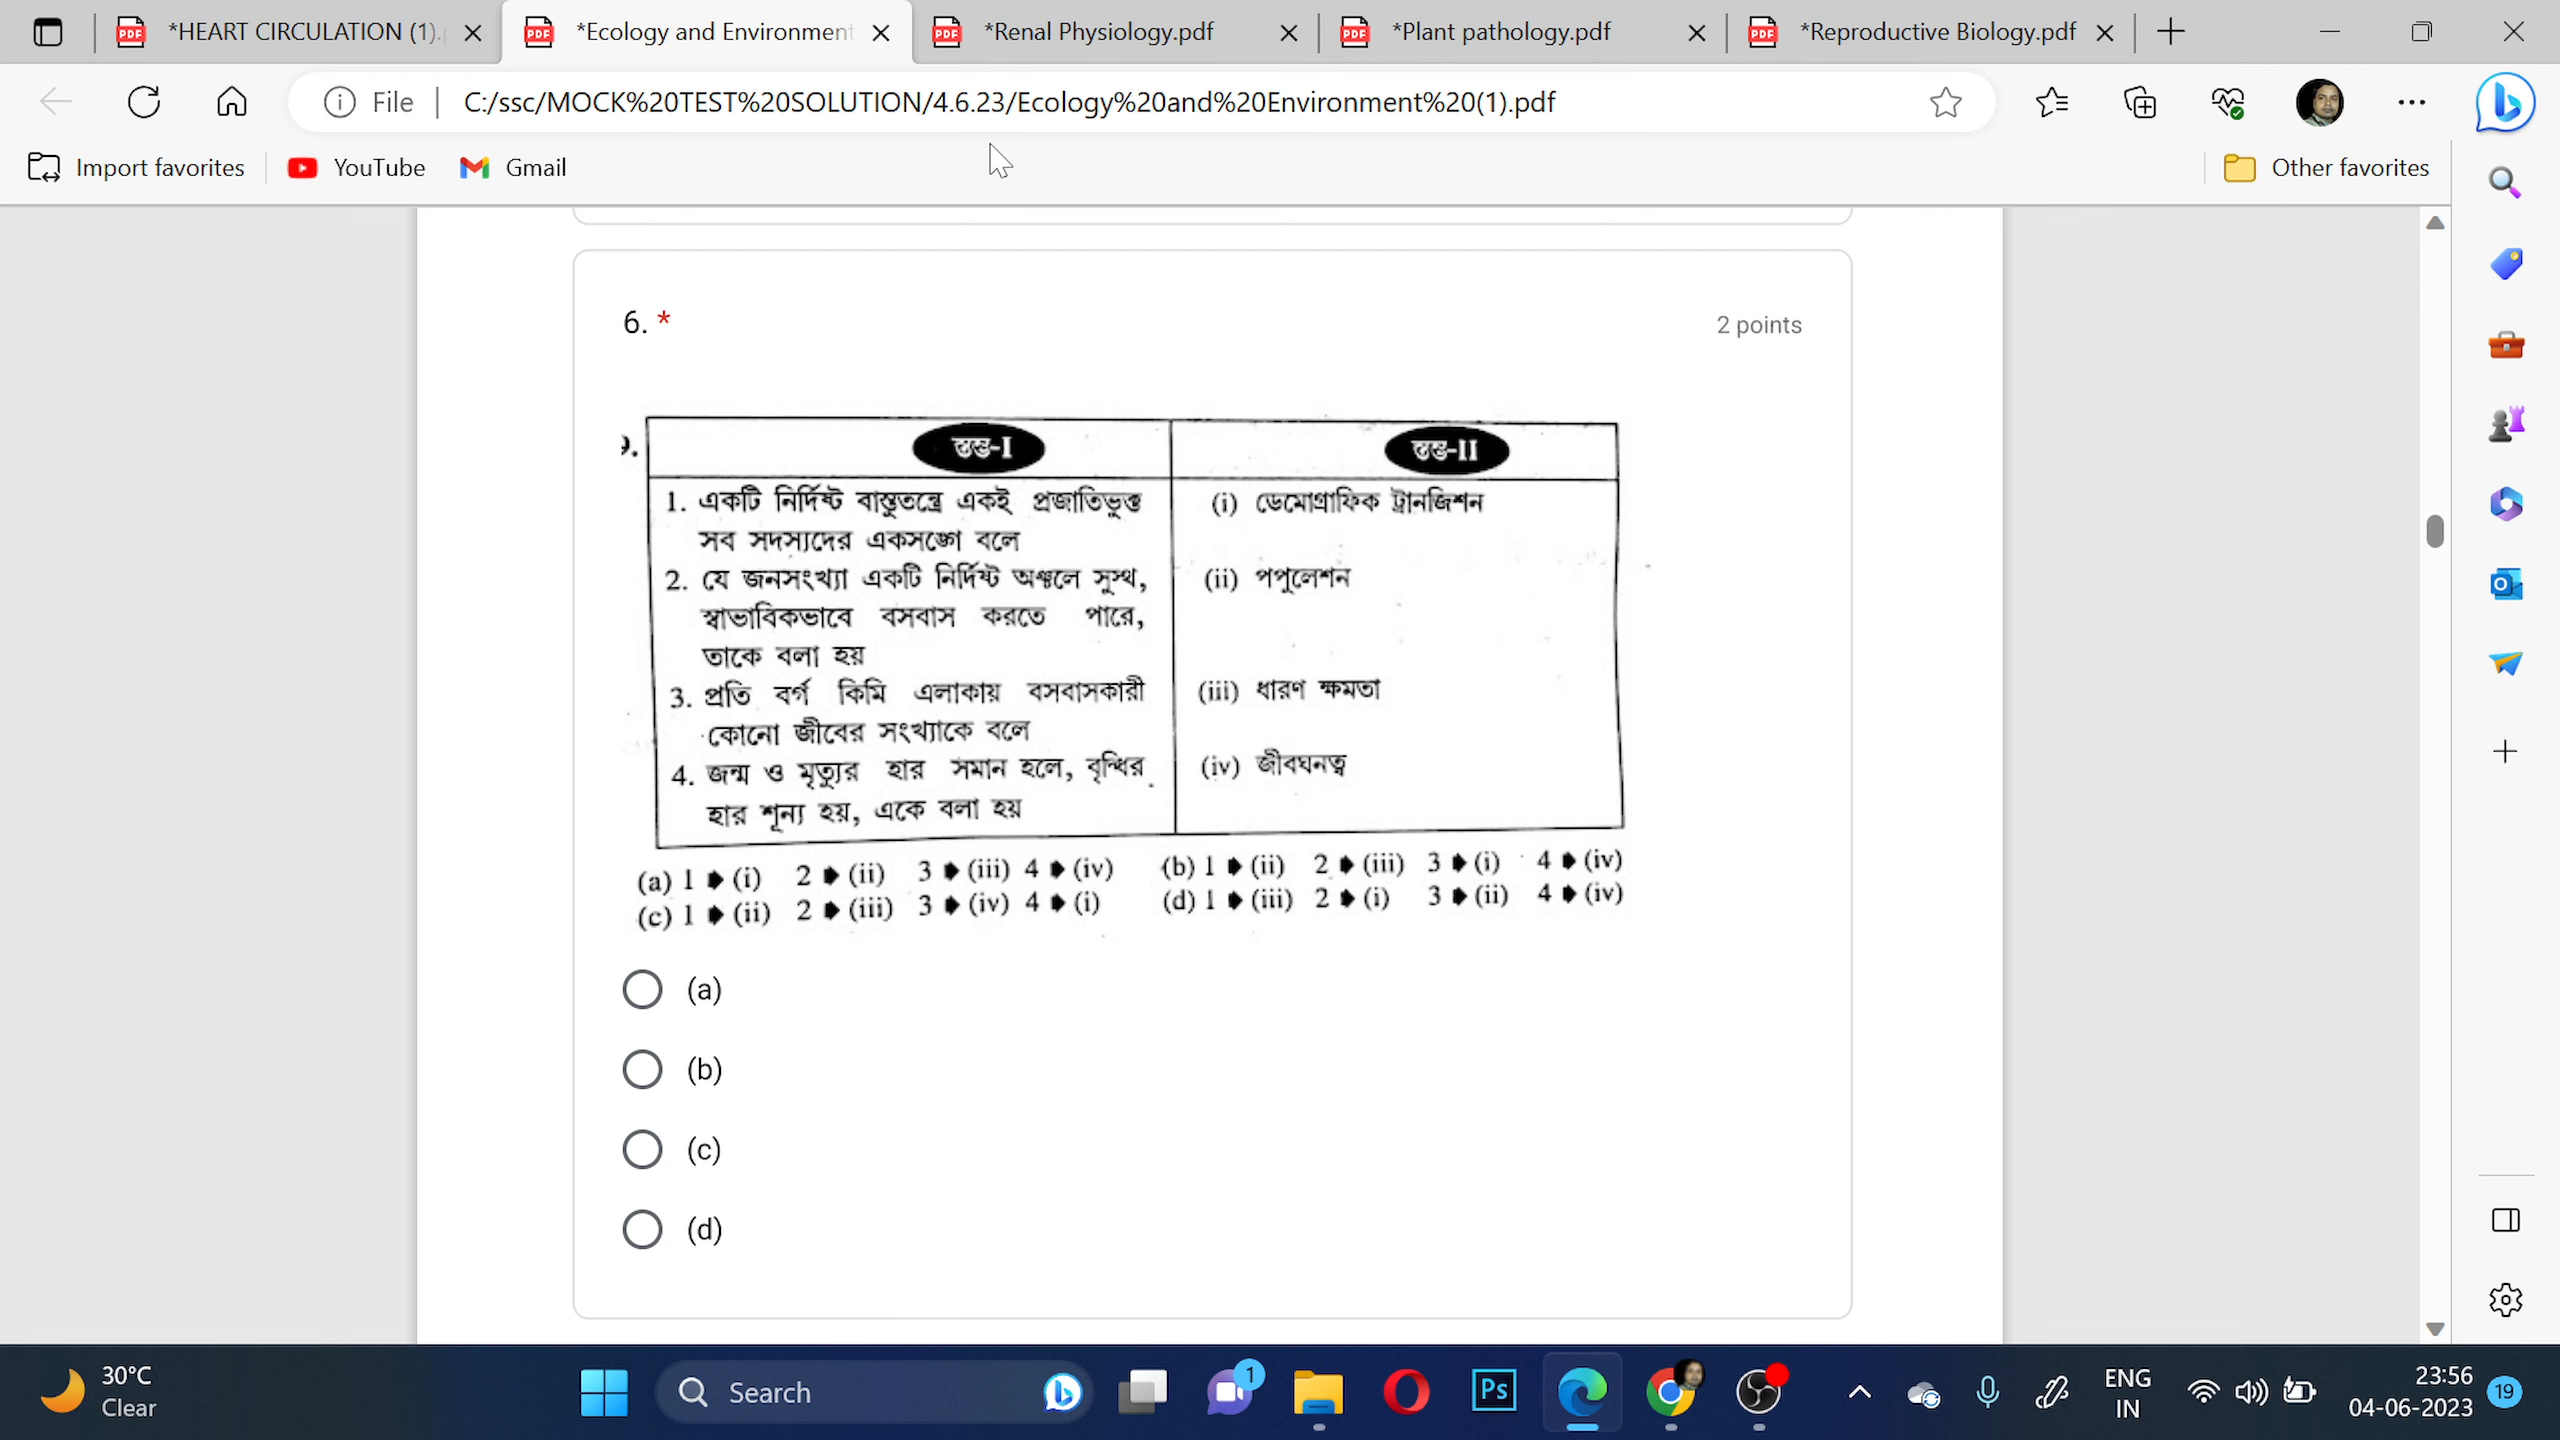 *HEART CIRCULATION (1).
*Ecology and Environment
*Renal Physiology.pdf
*Plant pathology.pdf
*Reproductive Biology.pdf
File
C:/ssc/MOCK%20TEST%20SOLUTION/4.6.23/Ecology%20and%20Environment%20(1).pdf
Import favorites
YouTube
Gmail
Other favorites
6. *
2 points
9.
স্তম্ভ-I
স্তম্ভ-II
1. একটি নির্দিষ্ট বাস্তুতন্ত্রে একই প্রজাতিভুক্ত
সব সদস্যদের একসঙ্গে বলে
(i) ডেমোগ্রাফিক ট্রানজিশন
2. যে জনসংখ্যা একটি নির্দিষ্ট অঞ্চলে সুস্থ,
স্বাভাবিকভাবে বসবাস করতে পারে,
তাকে বলা হয়
(ii) পপুলেশন
3. প্রতি বর্গ কিমি এলাকায় বসবাসকারী
কোনো জীবের সংখ্যাকে বলে
(iii) ধারণ ক্ষমতা
4. জন্ম ও মৃত্যুর হার সমান হলে, বৃদ্ধির
হার শূন্য হয়, একে বলা হয়
(iv) জীবঘনত্ব
(a) 1 ➧ (i) 2 ➧ (ii) 3 ➧ (iii) 4 ➧ (iv) (b) 1 ➧ (ii) 2 ➧ (iii) 3 ➧ (i) 4 ➧ (iv)
(c) 1 ➧ (ii) 2 ➧ (iii) 3 ➧ (iv) 4 ➧ (i) (d) 1 ➧ (iii) 2 ➧ (i) 3 ➧ (ii) 4 ➧ (iv)
(a)
(b)
(c)
(d)
30°C
Clear
Search
1
Ps
ENG
IN
23:56
04-06-2023
19